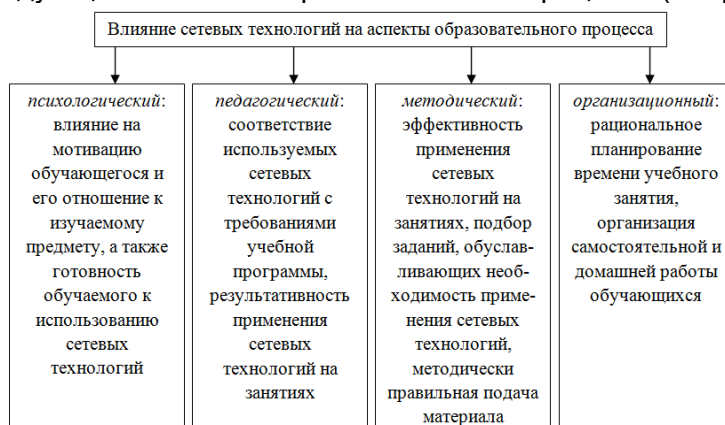 Влияние сетевых технологий на аспекты образовательного процесса
психологический:
влияние на
мотивацию
обучающегося и
его отношение к
изучаемому
предмету, а также
готовность
обучаемого к
использованию
сетевых
технологий
педагогический:
соответствие
используемых
сетевых
технологий с
требованиями
учебной
программы,
результативность
применения
сетевых
технологий на
занятиях
методический:
эффективность
применения
сетевых
технологий на
занятиях, подбор
заданий, обуслав-
ливающих необ-
ходимость приме-
нения сетевых
технологий,
методически
правильная подача
материала
организационный:
рациональное
планирование
времени учебного
занятия,
организация
самостоятельной и
домашней работы
обучающихся